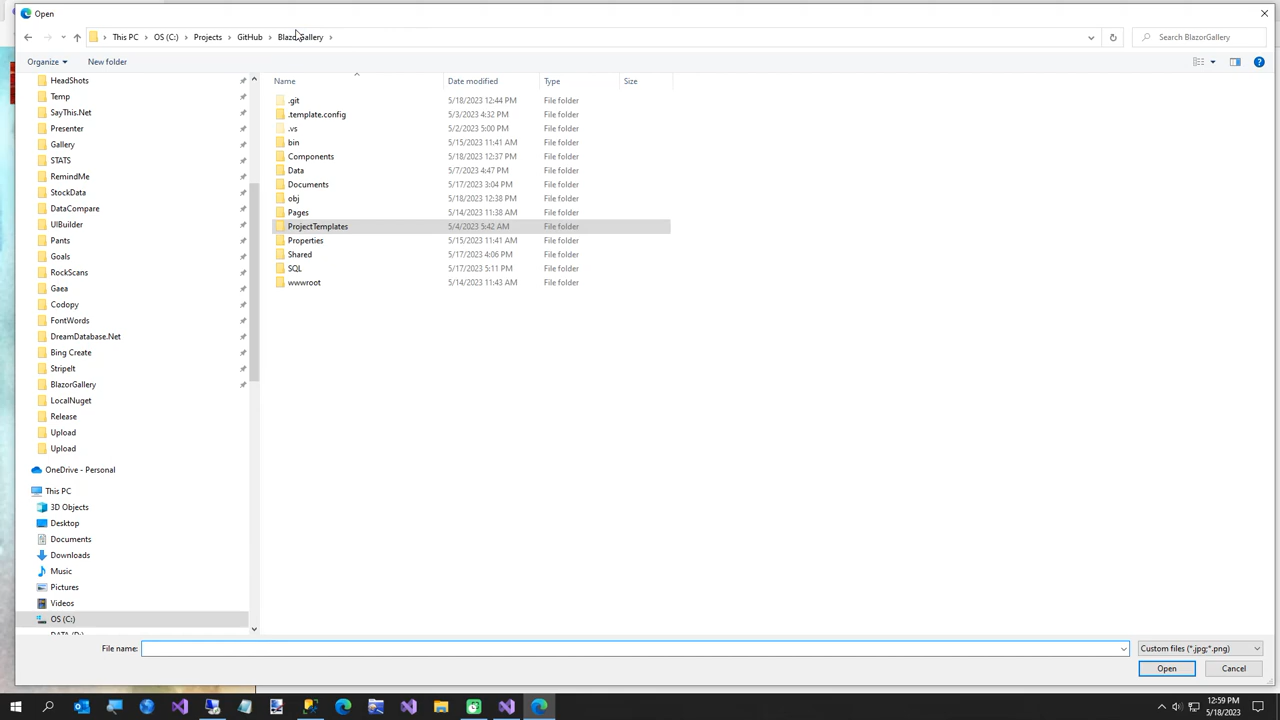 Open
This PC > OS (C:) > Projects > GitHub > BlazorGallery >
Search BlazorGallery
Organize
New folder
HeadShots
Temp
SayThis.Net
Presenter
Gallery
STATS
RemindMe
StockData
DataCompare
UIBuilder
Pants
Goals
RockScans
Gaea
Codopy
FontWords
DreamDatabase.Net
Bing Create
StripeIt
BlazorGallery
LocalNuget
Release
Upload
Upload
OneDrive - Personal
This PC
3D Objects
Desktop
Documents
Downloads
Music
Pictures
Videos
OS (C:)
DATA (D:)
Name Date modified Type Size
.git 5/18/2023 12:44 PM File folder
.template.config 5/3/2023 4:32 PM File folder
.vs 5/2/2023 5:00 PM File folder
bin 5/15/2023 11:41 AM File folder
Components 5/18/2023 12:37 PM File folder
Data 5/7/2023 4:47 PM File folder
Documents 5/17/2023 3:04 PM File folder
obj 5/18/2023 12:38 PM File folder
Pages 5/14/2023 11:38 AM File folder
ProjectTemplates 5/4/2023 5:42 AM File folder
Properties 5/15/2023 11:41 AM File folder
Shared 5/17/2023 4:06 PM File folder
SQL 5/17/2023 5:11 PM File folder
wwwroot 5/14/2023 11:43 AM File folder
File name:
Custom files (*.jpg;*.png)
Open
Cancel
12:59 PM
5/18/2023